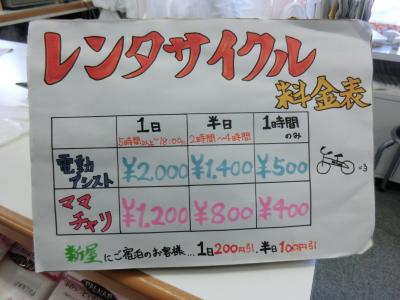 レンタサイクル
料金表
1日 半日 1時間
5時間以上~18:00迄 2時間~4時間 のみ
電動アシスト ¥2.000 ¥1.400 ¥500
ママチャリ ¥1.200 ¥800 ¥400
新屋にご宿泊のお客様...1日200円引.半日100円引